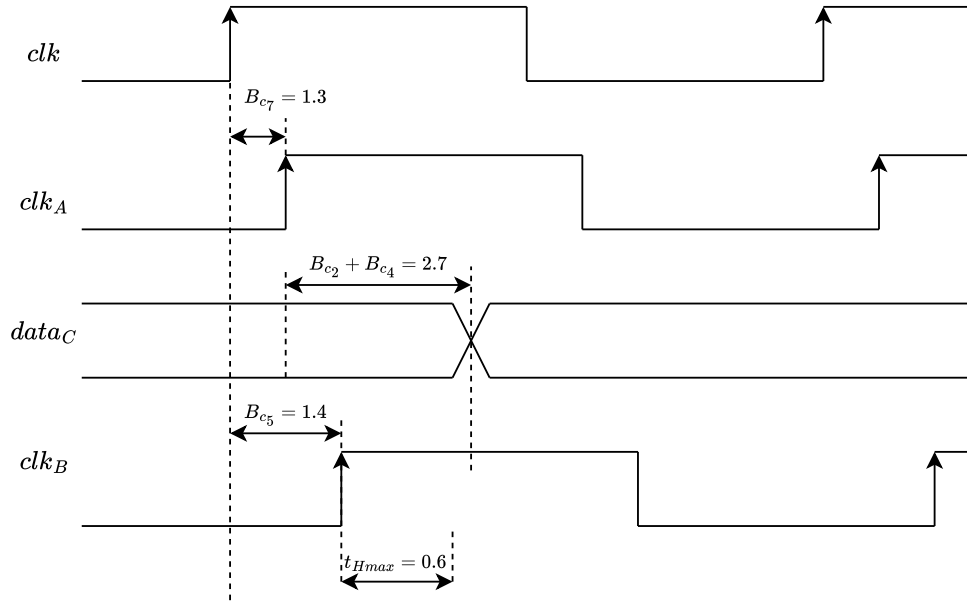 clk
B_{c_7} = 1.3
clk_A
B_{c_2} + B_{c_4} = 2.7
data_C
B_{c_5} = 1.4
clk_B
t_{Hmax} = 0.6